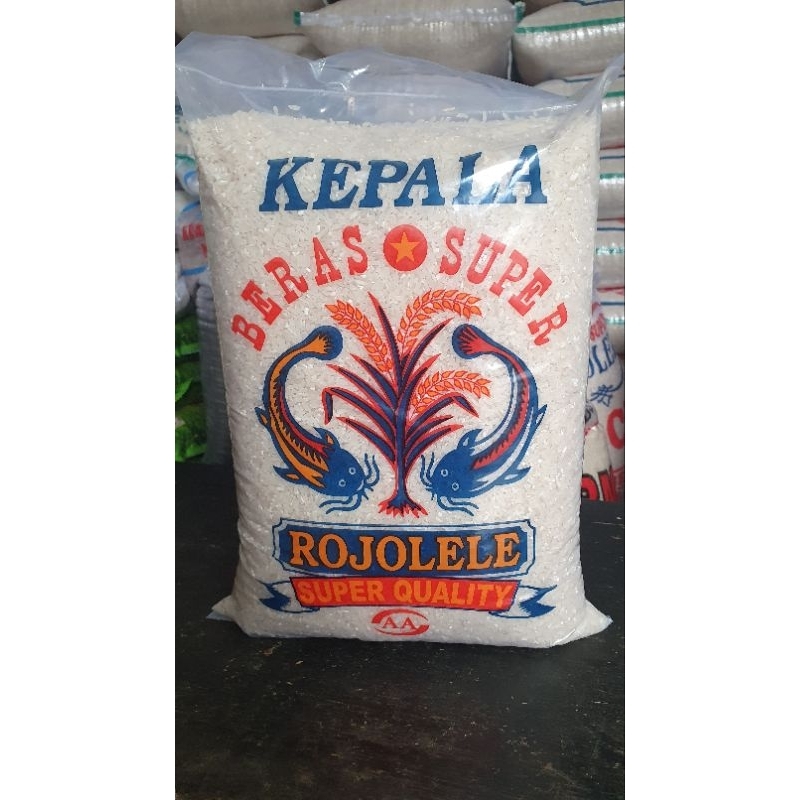 KEPALA
BERAS SUPER
ROJOLELE
SUPER QUALITY
AA